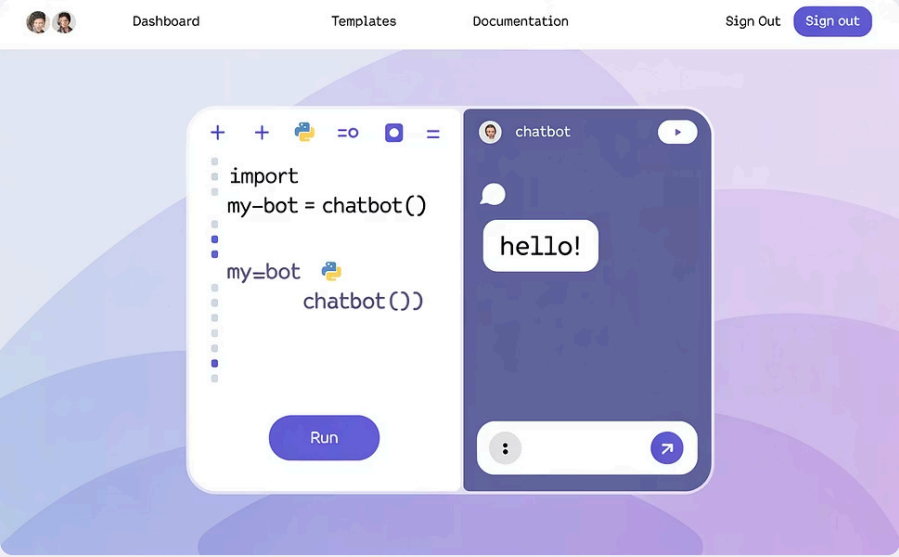 Dashboard Templates Documentation Sign Out Sign out
chatbot
import
my-bot = chatbot()
my=bot
chatbot())
Run
hello!